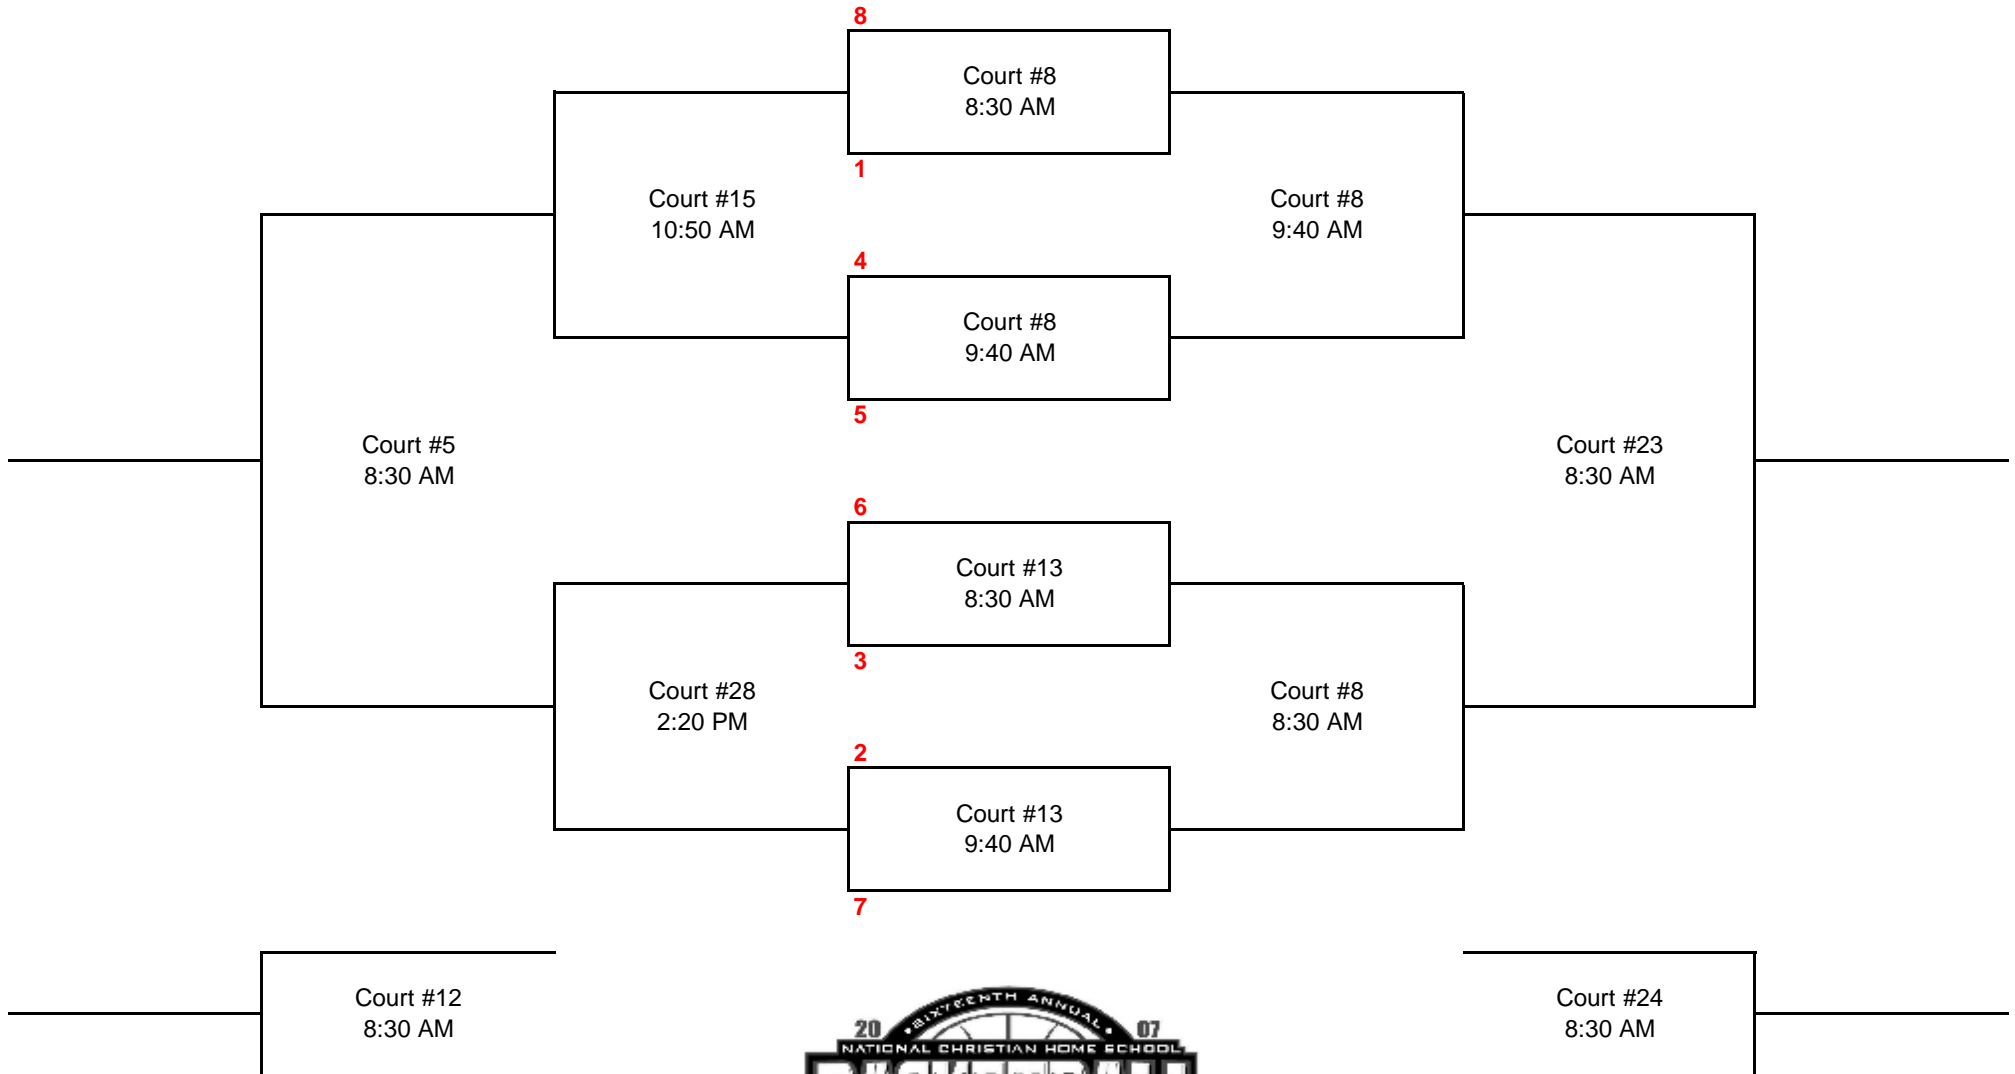 8
Court #8
8:30 AM
1
Court #15
10:50 AM
Court #8
9:40 AM
4
Court #8
9:40 AM
5
Court #5
8:30 AM
Court #23
8:30 AM
6
Court #13
8:30 AM
3
Court #28
2:20 PM
Court #8
8:30 AM
2
Court #13
9:40 AM
7
Court #12
8:30 AM
Court #24
8:30 AM
SIXTEENTH ANNUAL
20 07
NATIONAL CHRISTIAN HOME SCHOOL